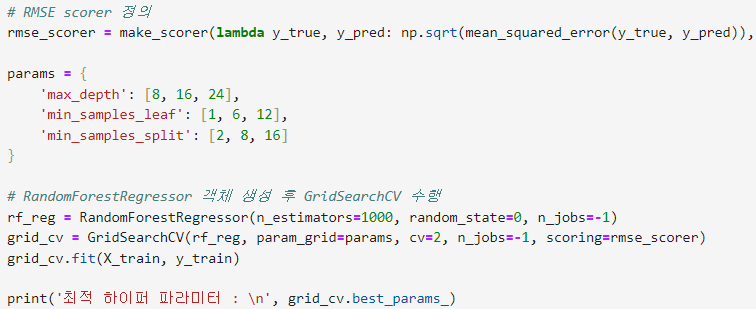 # RMSE scorer 정의
rmse_scorer = make_scorer(lambda y_true, y_pred: np.sqrt(mean_squared_error(y_true, y_pred)),
params = {
    'max_depth': [8, 16, 24],
    'min_samples_leaf': [1, 6, 12],
    'min_samples_split': [2, 8, 16]
}
# RandomForestRegressor 객체 생성 후 GridSearchCV 수행
rf_reg = RandomForestRegressor(n_estimators=1000, random_state=0, n_jobs=-1)
grid_cv = GridSearchCV(rf_reg, param_grid=params, cv=2, n_jobs=-1, scoring=rmse_scorer)
grid_cv.fit(X_train, y_train)
print('최적 하이퍼 파라미터 : \n', grid_cv.best_params_)